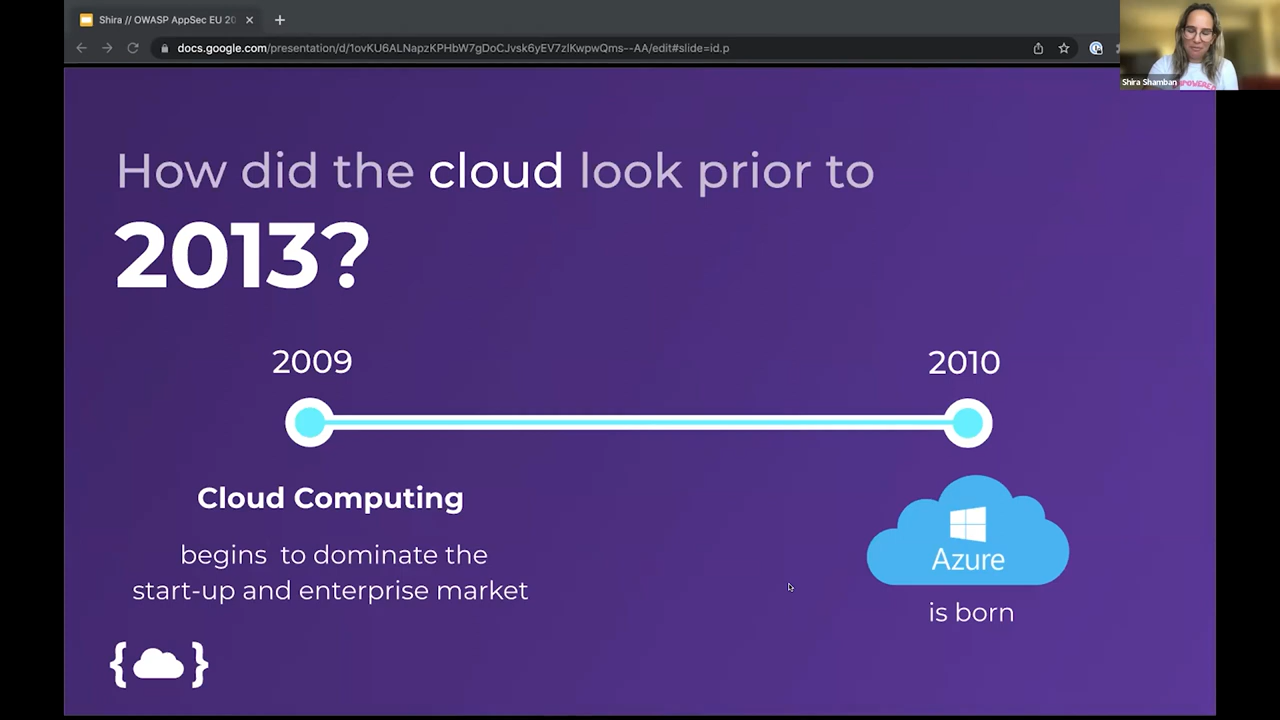 Shira // OWASP AppSec EU 20
docs.google.com/presentation/d/1ovKU6ALNapzKPHbW7gDoCJvsk6yEV7zIKwpwQms--AA/edit#slide=id.p
Shira Shamban
How did the cloud look prior to
2013?
2009
2010
Cloud Computing
begins to dominate the
start-up and enterprise market
Azure
is born